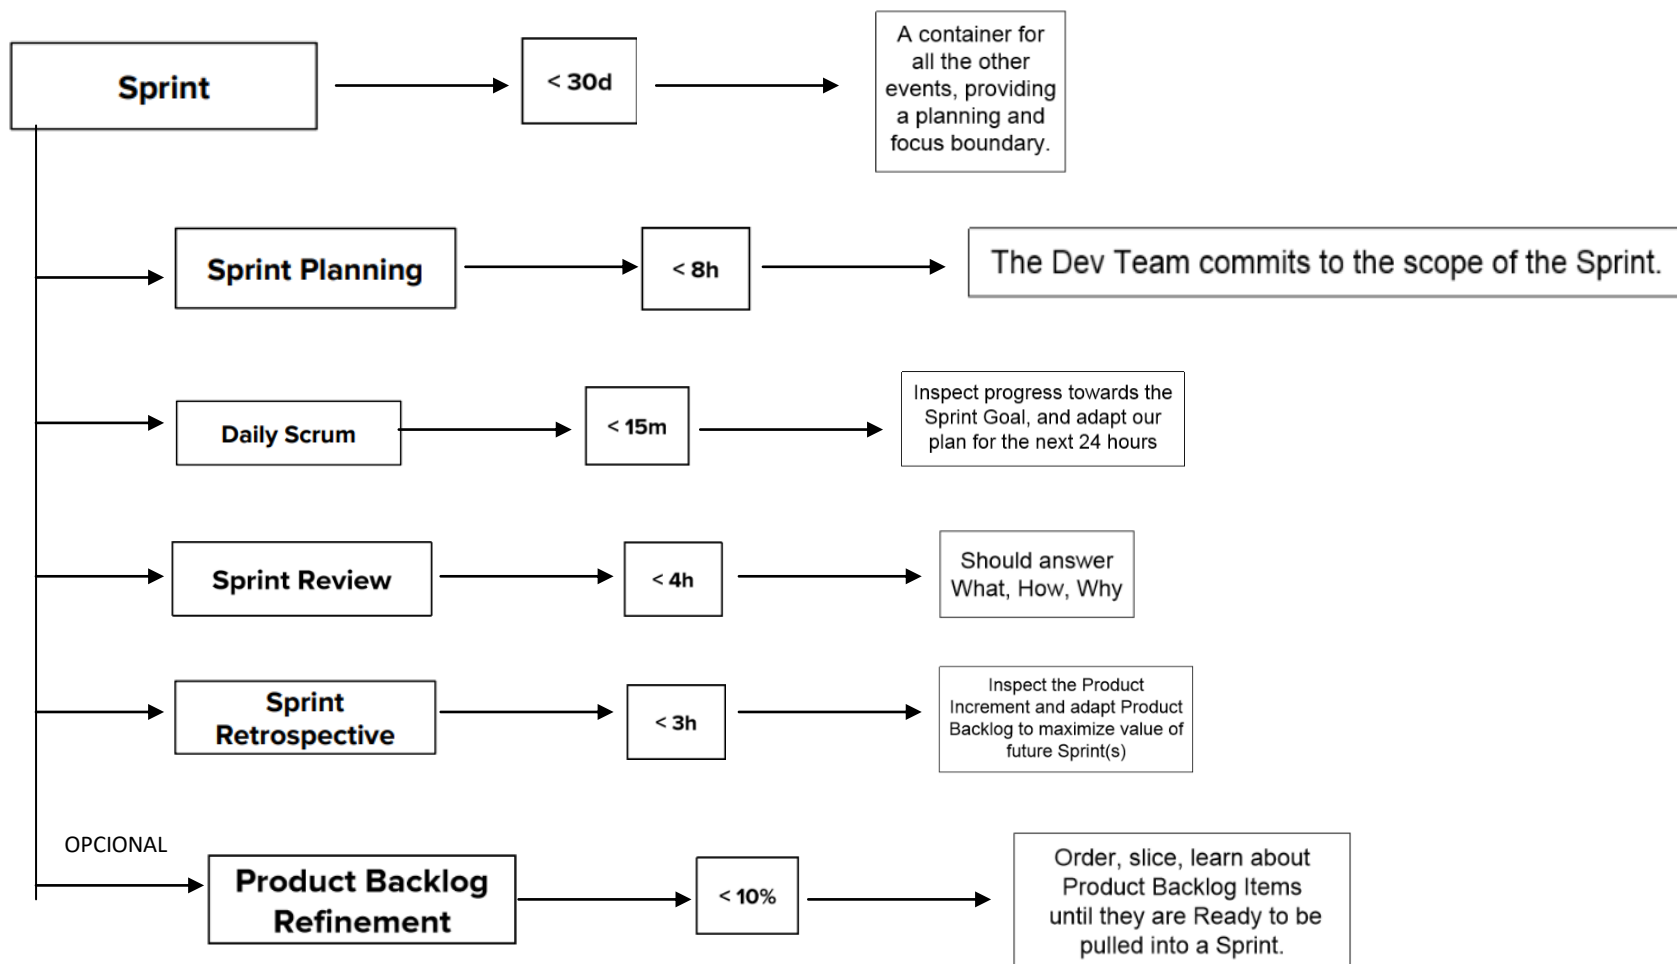 Sprint
< 30d
A container for
all the other
events, providing
a planning and
focus boundary.
Sprint Planning
< 8h
The Dev Team commits to the scope of the Sprint.
Daily Scrum
< 15m
Inspect progress towards the
Sprint Goal, and adapt our
plan for the next 24 hours
Sprint Review
< 4h
Should answer
What, How, Why
Sprint
Retrospective
< 3h
Inspect the Product
Increment and adapt Product
Backlog to maximize value of
future Sprint(s)
OPCIONAL
Product Backlog
Refinement
< 10%
Order, slice, learn about
Product Backlog Items
until they are Ready to be
pulled into a Sprint.